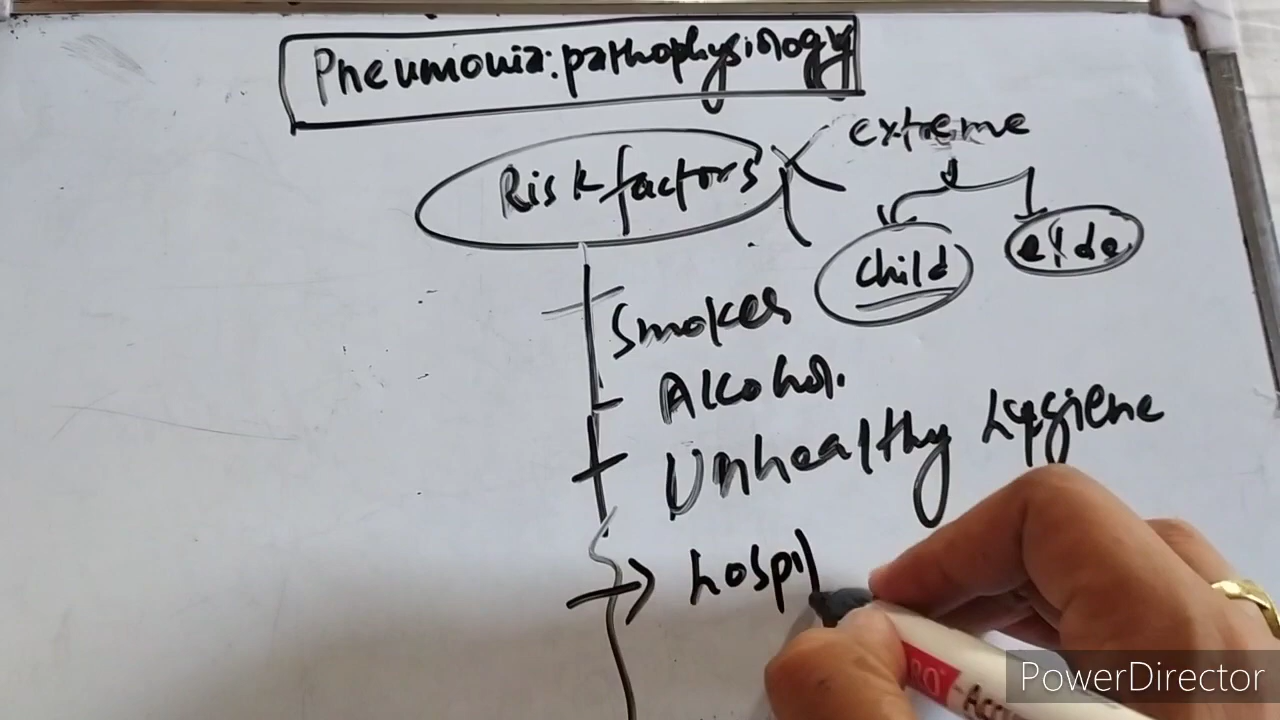 Pneumonia: pathophysiology
Risk factors
extreme
child
elde
Smokes
Alcohol.
Unhealthy hygiene
hospi
PowerDirector